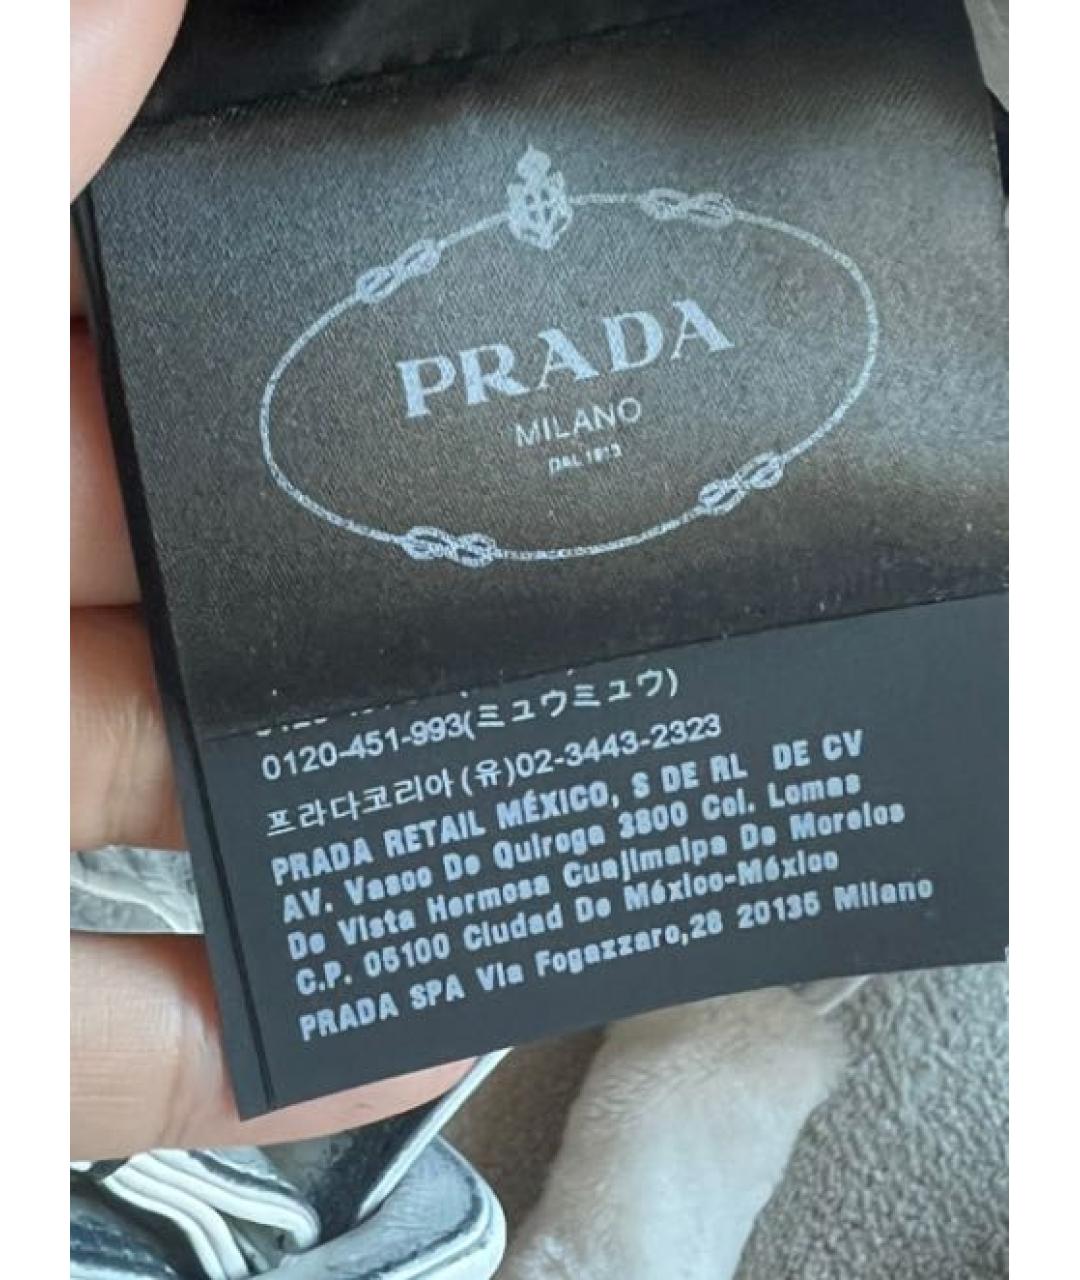 PRADA
MILANO
DAL 1913
0120-451-993(ミュウミュウ)
프라다코리아(유)02-3443-2323
PRADA RETAIL MÉXICO, S DE RL DE CV
AV. Vasco De Quiroga 3800 Col. Lomas
De Vista Hermosa Cuajimalpa De Morelos
C.P. 05100 Ciudad De México-México
PRADA SPA Via Fogazzaro,28 20135 Milano